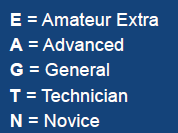 E = Amateur Extra
A = Advanced
G = General
T = Technician
N = Novice